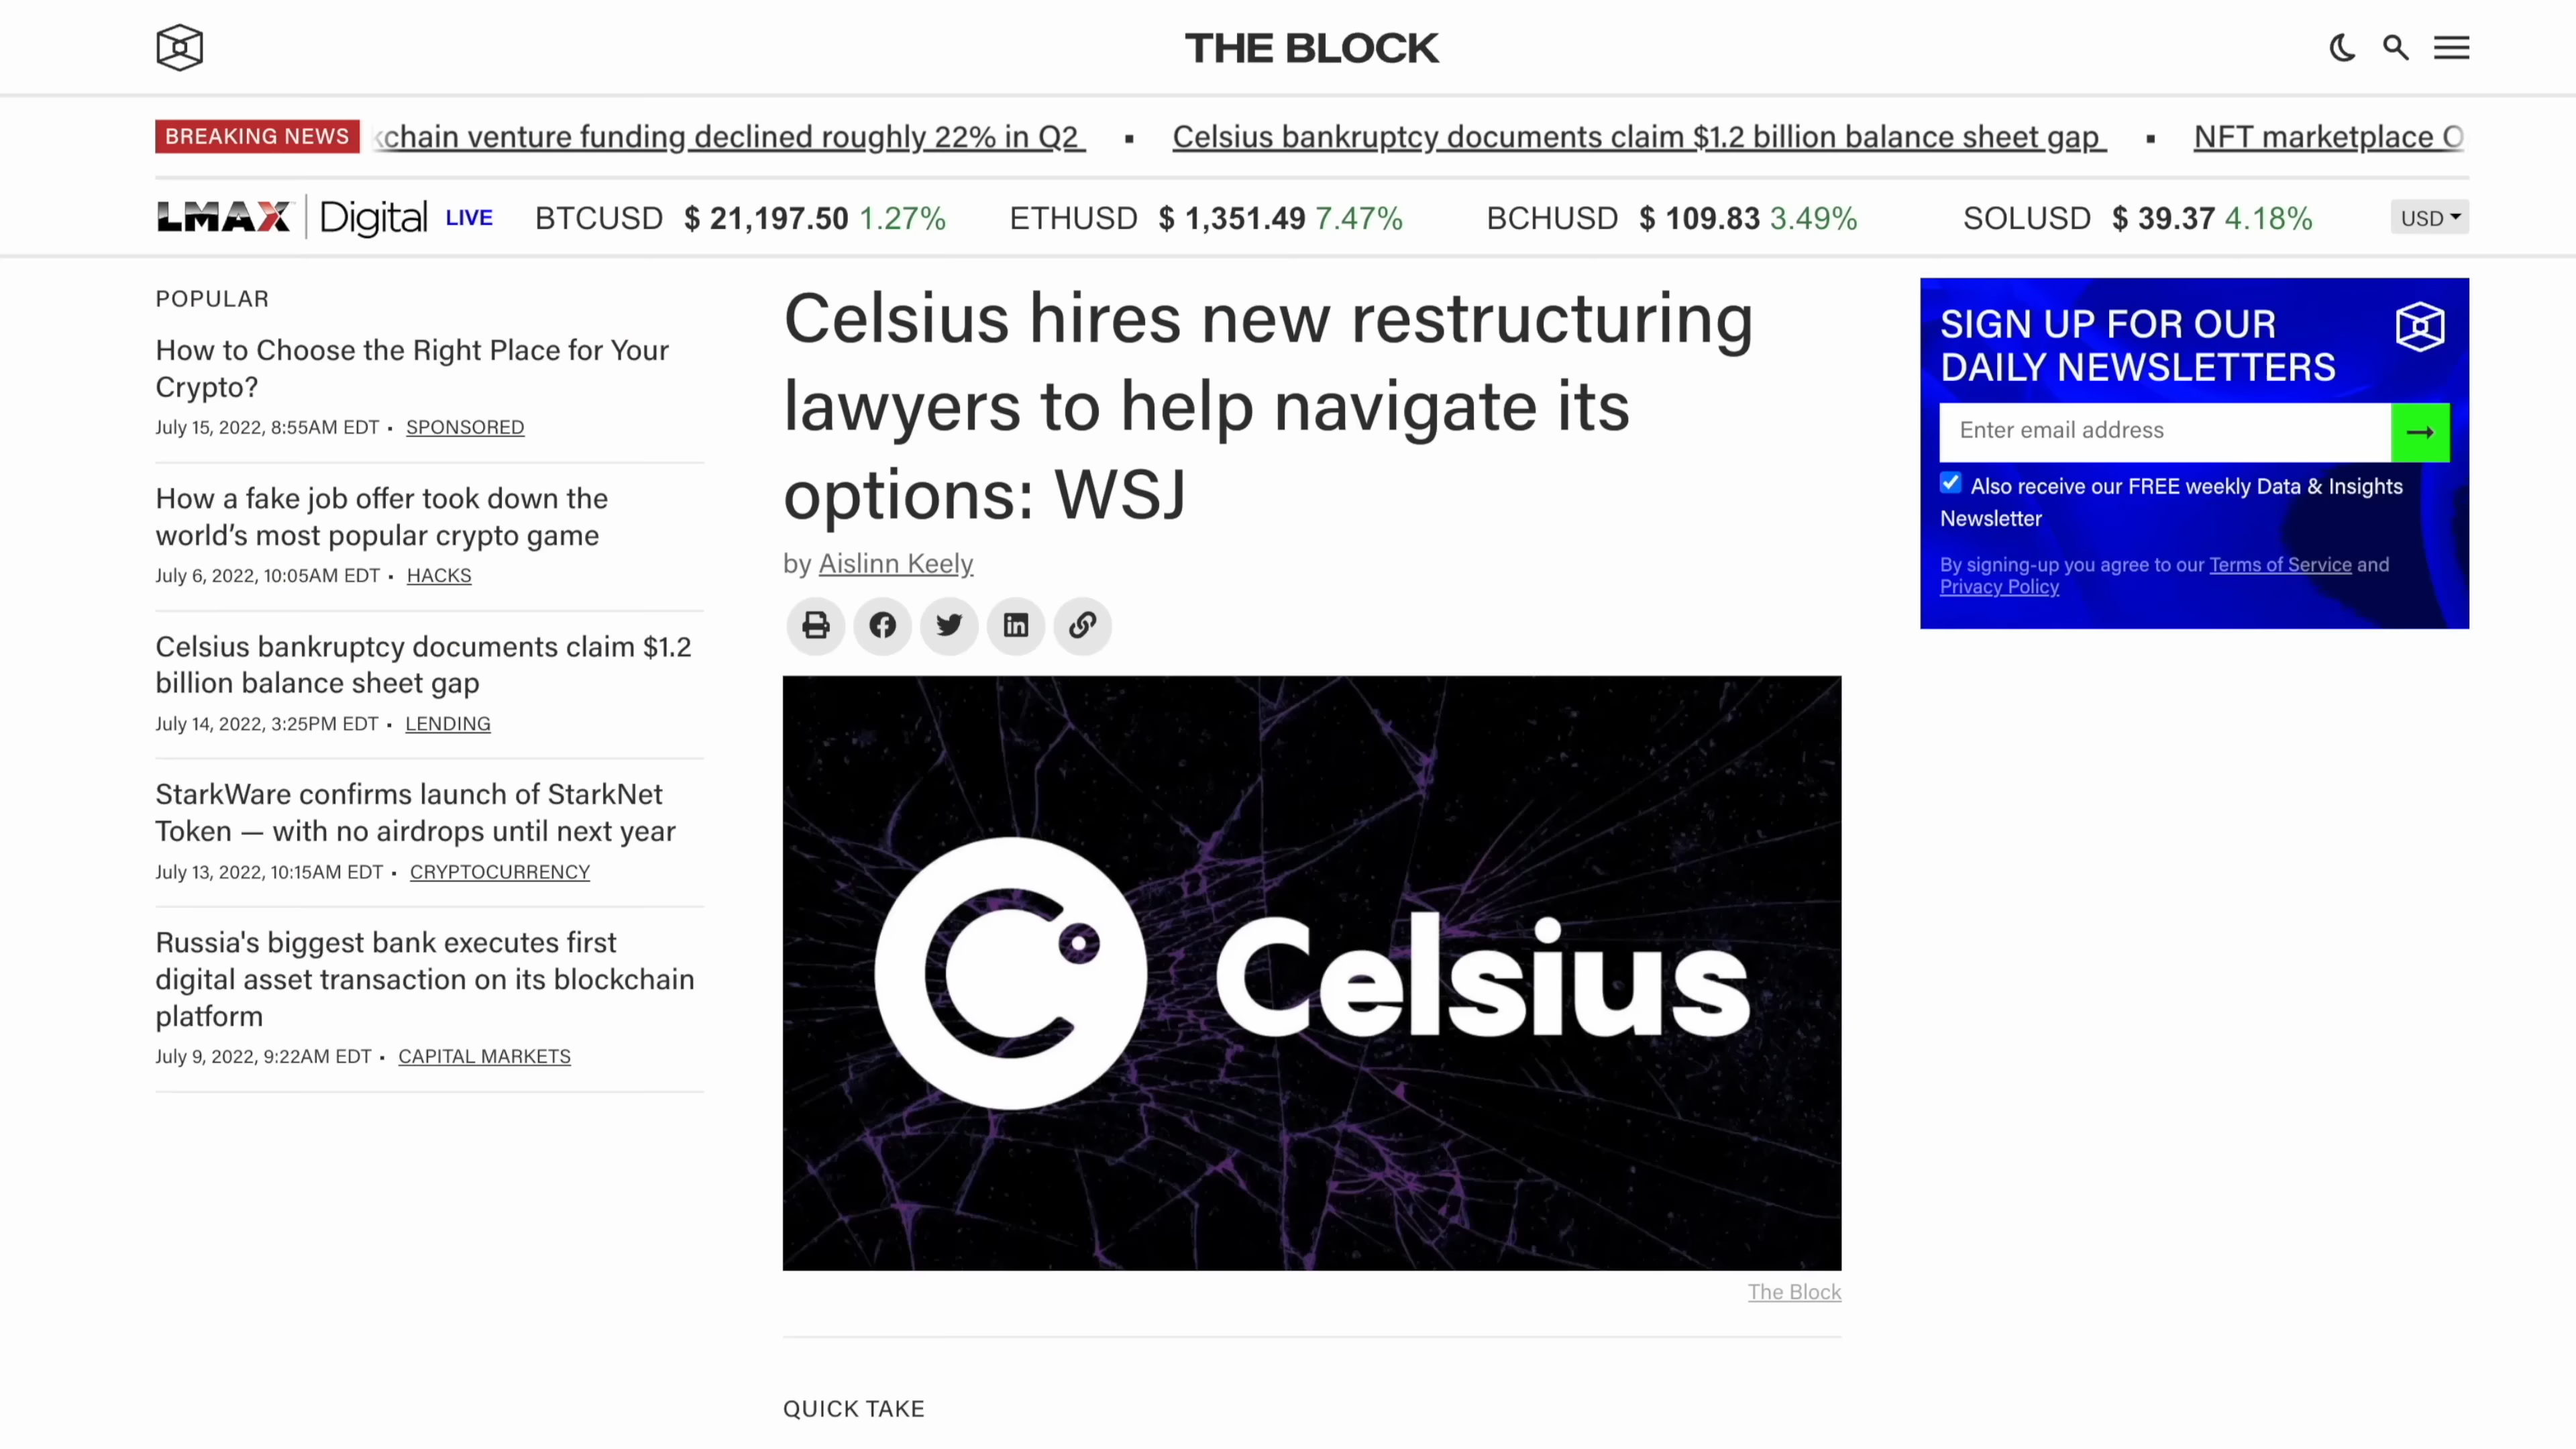 THE BLOCK
BREAKING NEWS
kchain venture funding declined roughly 22% in Q2 ▪ Celsius bankruptcy documents claim $1.2 billion balance sheet gap ▪ NFT marketplace O
LMAX Digital LIVE BTCUSD $ 21,197.50 1.27% ETHUSD $ 1,351.49 7.47% BCHUSD $ 109.83 3.49% SOLUSD $ 39.37 4.18% USD
POPULAR
How to Choose the Right Place for Your
Crypto?
July 15, 2022, 8:55AM EDT • SPONSORED
How a fake job offer took down the
world’s most popular crypto game
July 6, 2022, 10:05AM EDT • HACKS
Celsius bankruptcy documents claim $1.2
billion balance sheet gap
July 14, 2022, 3:25PM EDT • LENDING
StarkWare confirms launch of StarkNet
Token — with no airdrops until next year
July 13, 2022, 10:15AM EDT • CRYPTOCURRENCY
Russia's biggest bank executes first
digital asset transaction on its blockchain
platform
July 9, 2022, 9:22AM EDT • CAPITAL MARKETS
Celsius hires new restructuring
lawyers to help navigate its
options: WSJ
by Aislinn Keely
Celsius
The Block
QUICK TAKE
SIGN UP FOR OUR
DAILY NEWSLETTERS
Enter email address
Also receive our FREE weekly Data & Insights
Newsletter
By signing-up you agree to our Terms of Service and
Privacy Policy